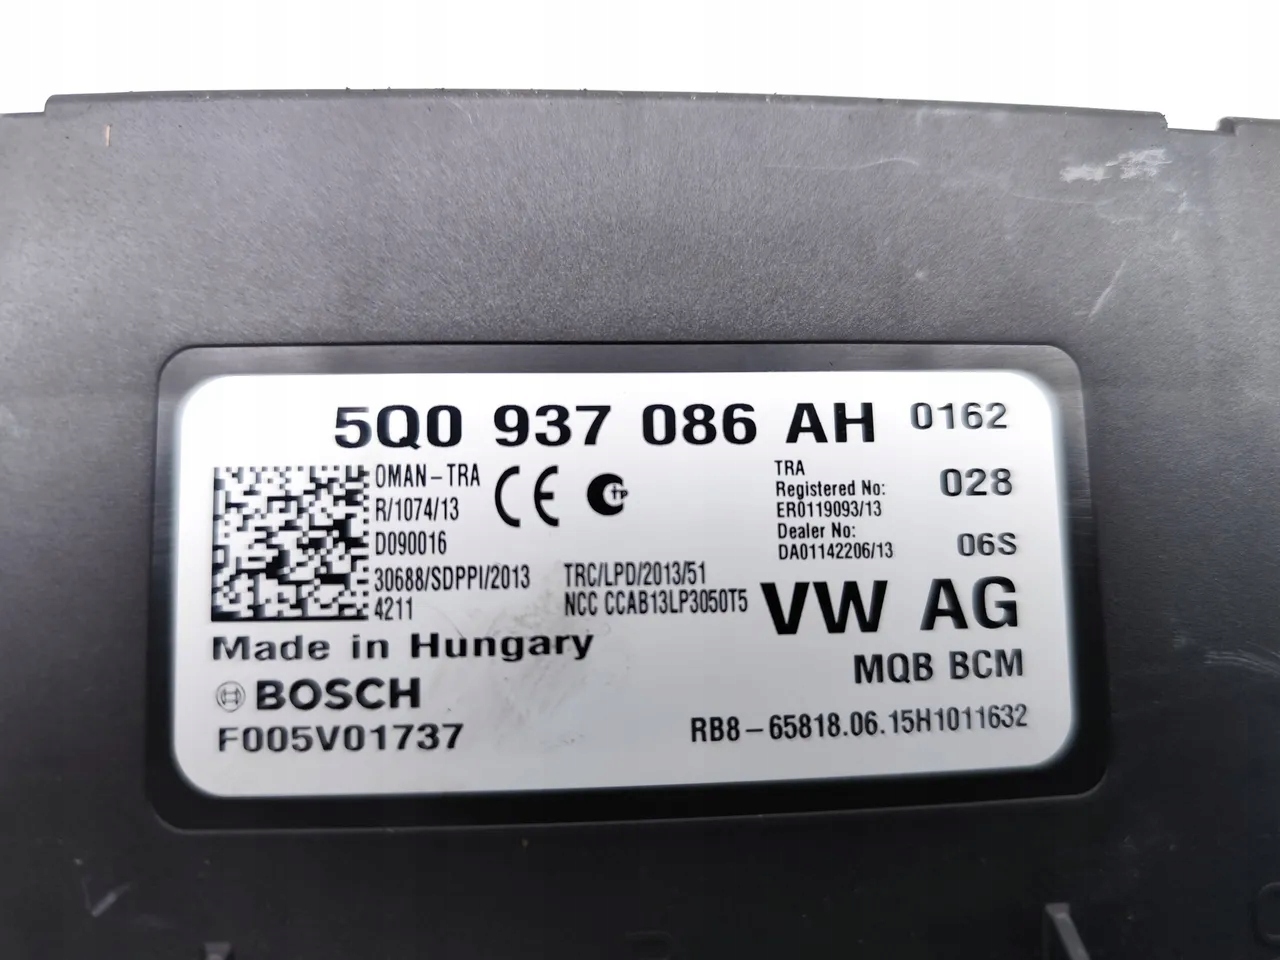 5Q0 937 086 AH 0162
OMAN-TRA
R/1074/13
D090016
30688/SDPPI/2013
4211
CE
TP
TRC/LPD/2013/51
NCC CCAB13LP3050T5
TRA
Registered No:
ER0119093/13
Dealer No:
DA01142206/13
028
06S
VW AG
MQB BCM
Made in Hungary
BOSCH
F005V01737
RB8-65818.06.15H1011632